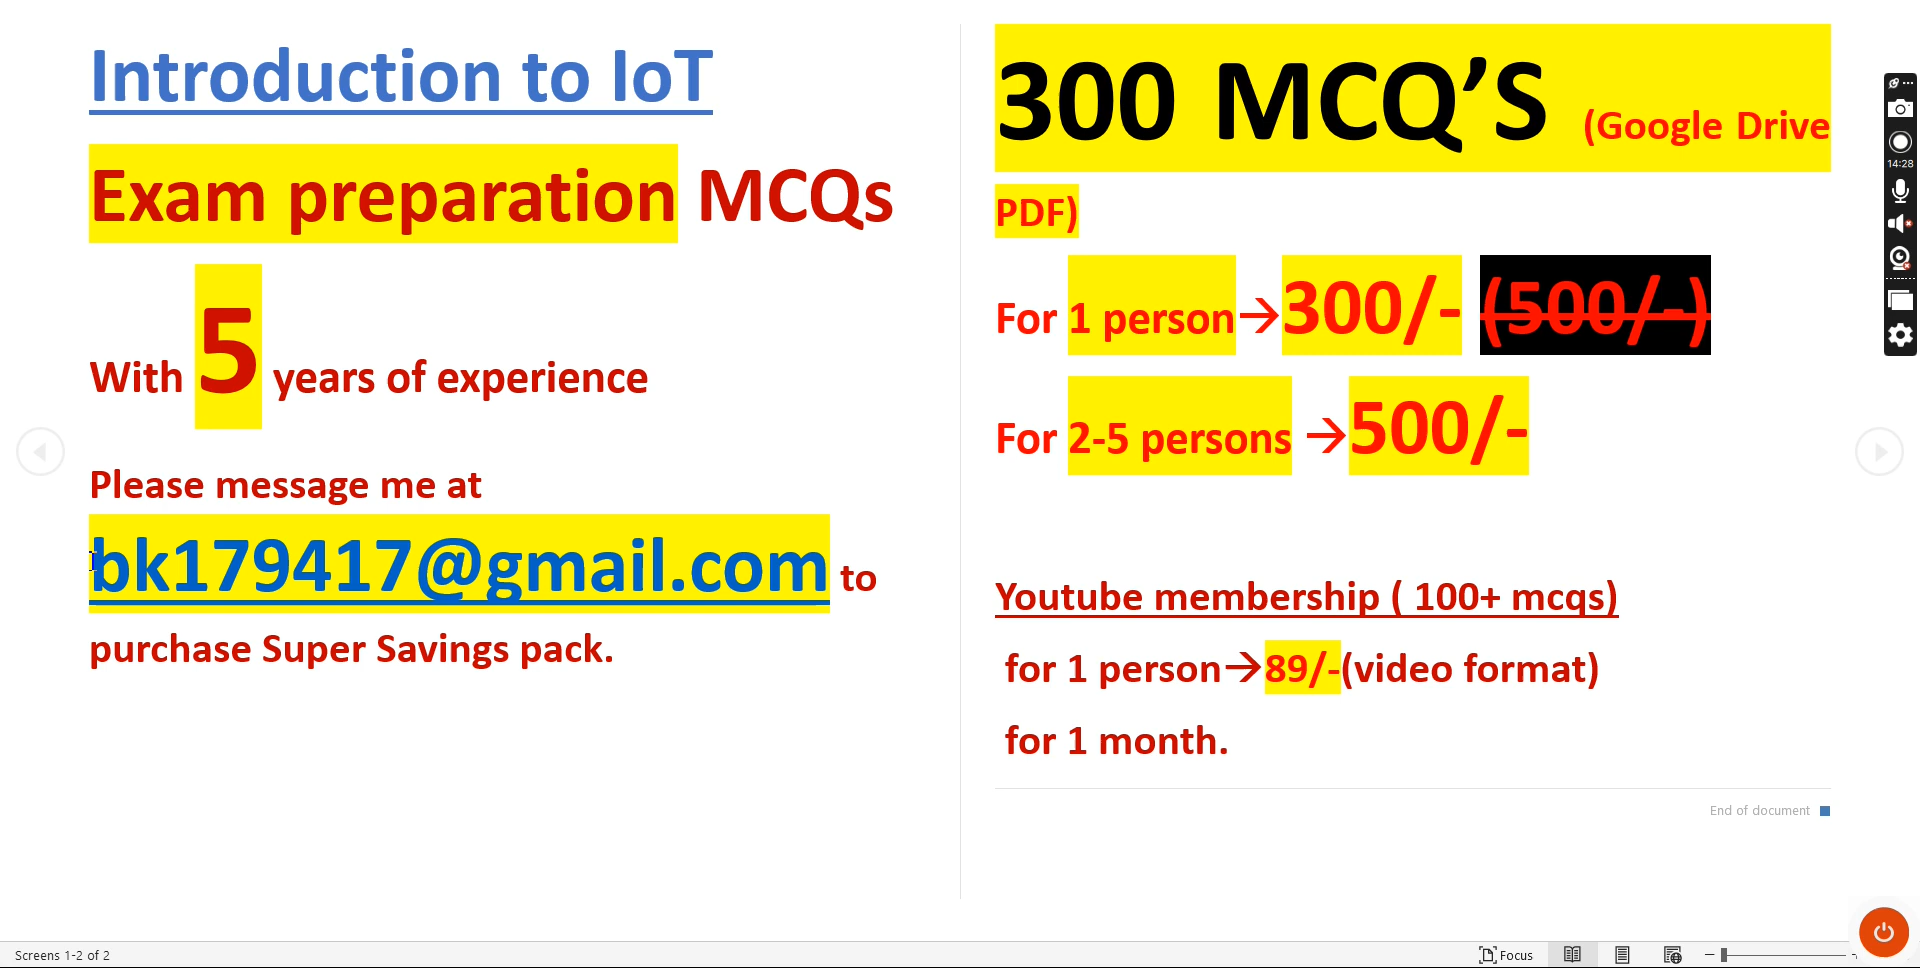 Introduction to IoT
Exam preparation MCQs
With 5 years of experience
Please message me at
bk179417@gmail.com to
purchase Super Savings pack.
300 MCQ’S (Google Drive
PDF)
For 1 person→300/- (500/-)
For 2-5 persons →500/-
Youtube membership ( 100+ mcqs)
for 1 person→89/-(video format)
for 1 month.
End of document
14:28
Screens 1-2 of 2
Focus